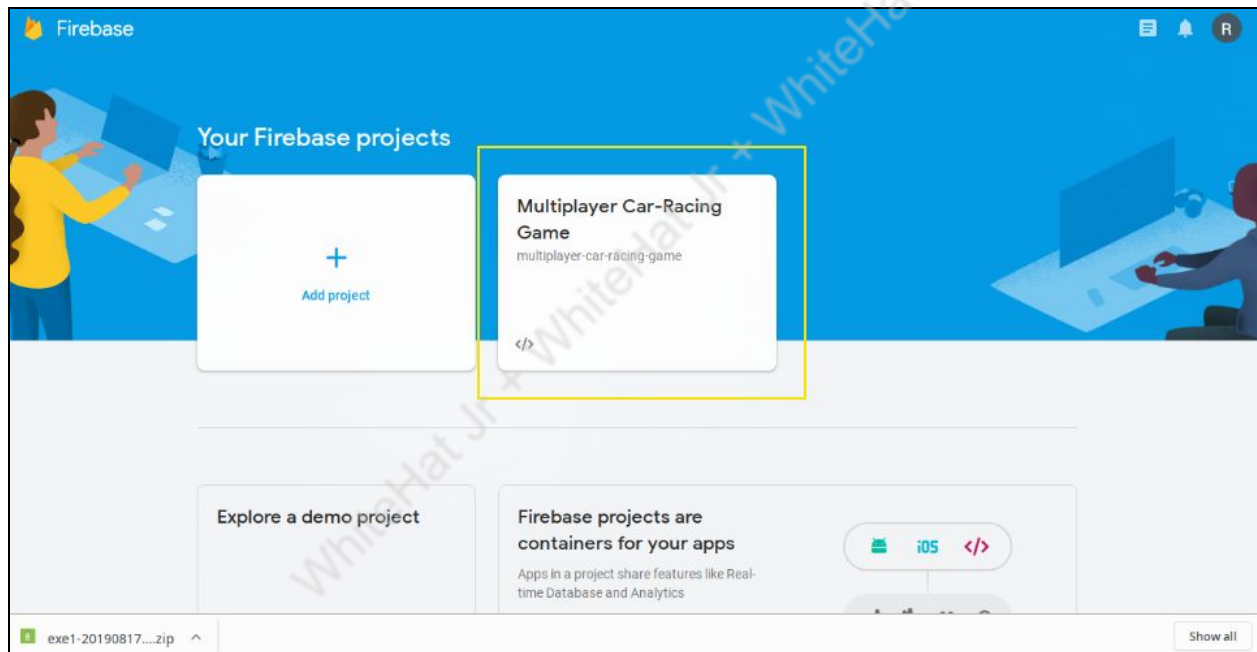 Firebase
R
Your Firebase projects
+
Add project
Multiplayer Car-Racing
Game
multiplayer-car-racing-game
</>
Explore a demo project
Firebase projects are
containers for your apps
Apps in a project share features like Real-
time Database and Analytics
iOS </>
exe1-20190817....zip
Show all
WhiteHat Jr + WhiteHat Jr + WhiteHat Jr + WhiteH